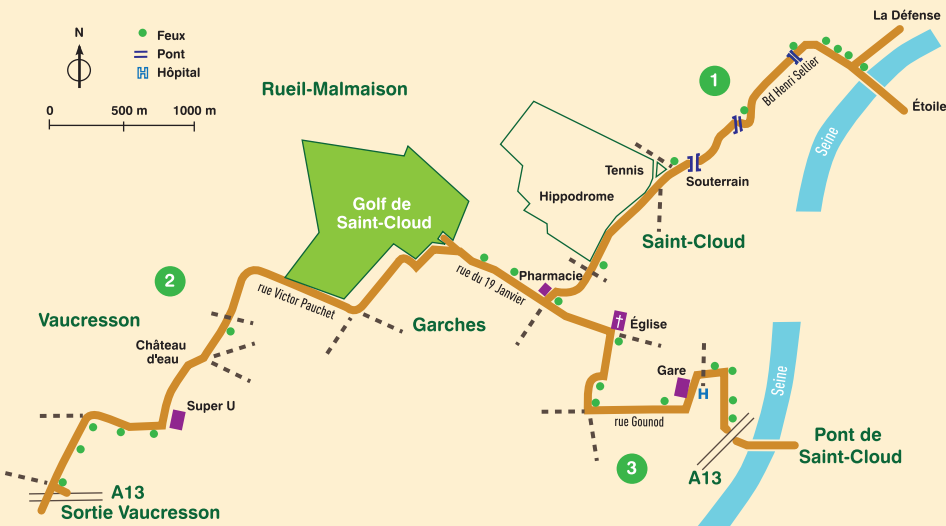 N
Feux
Pont
H Hôpital
0 500 m 1000 m
La Défense
Étoile
Seine
Bd Henri Sellier
1
Rueil-Malmaison
Tennis
Hippodrome
Souterrain
Saint-Cloud
Golf de
Saint-Cloud
rue du 19 Janvier
Pharmacie
2
rue Victor Pauchet
Vaucresson
Garches
Château
d'eau
Église
Gare
H
Seine
Super U
rue Gounod
3
Pont de
Saint-Cloud
A13
A13
Sortie Vaucresson